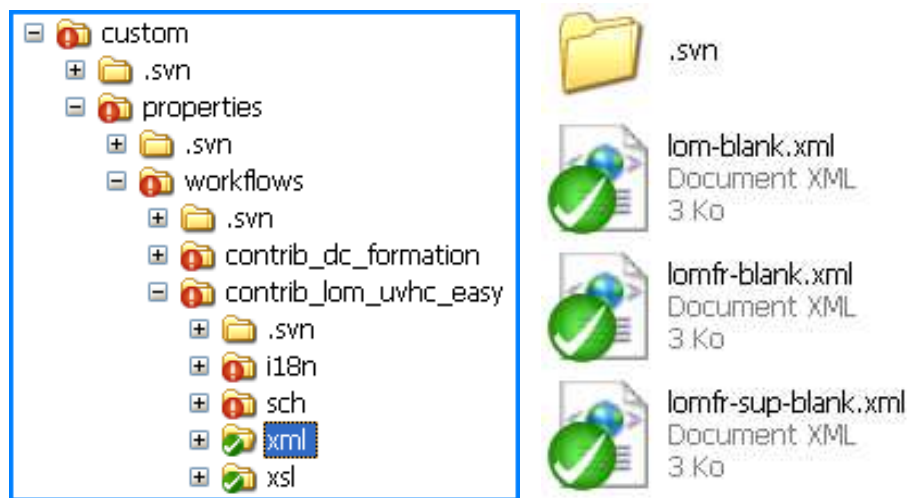 custom
.svn
properties
.svn
workflows
.svn
contrib_dc_formation
contrib_lom_uvhc_easy
.svn
i18n
sch
xml
xsl
.svn
lom-blank.xml
Document XML
3 Ko
lomfr-blank.xml
Document XML
3 Ko
lomfr-sup-blank.xml
Document XML
3 Ko